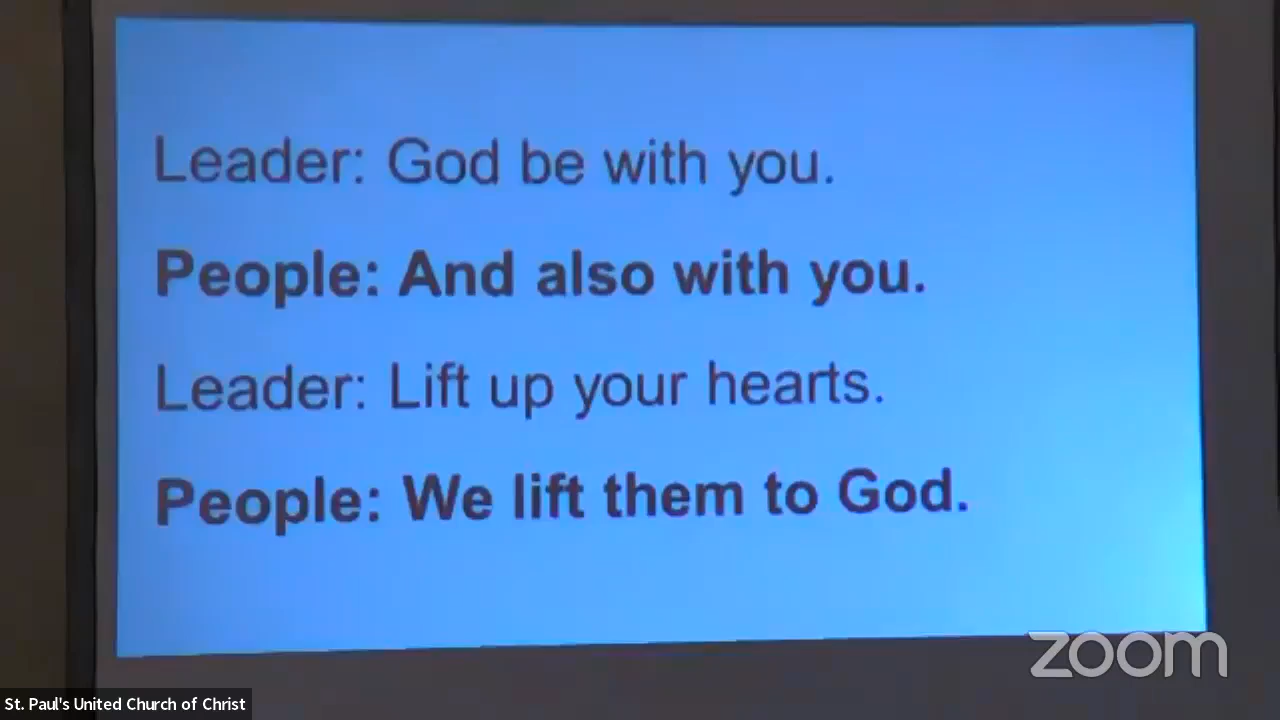 Leader: God be with you.
People: And also with you.
Leader: Lift up your hearts.
People: We lift them to God.
zoom
St. Paul's United Church of Christ